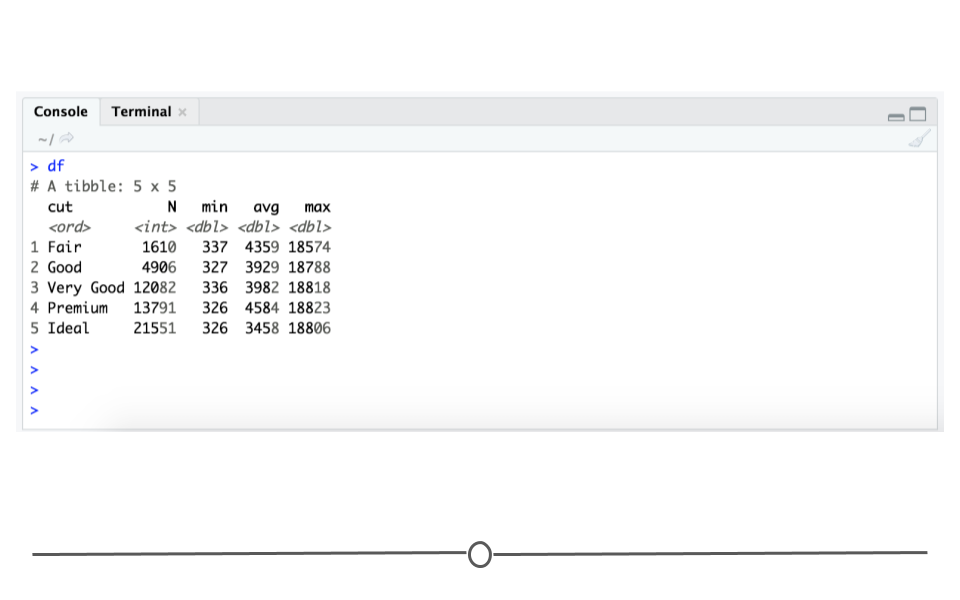 Console Terminal ×
~/
> df
# A tibble: 5 x 5
  cut           N   min   avg   max
  <ord>     <int> <dbl> <dbl> <dbl>
1 Fair       1610   337  4359 18574
2 Good       4906   327  3929 18788
3 Very Good 12082   336  3982 18818
4 Premium   13791   326  4584 18823
5 Ideal     21551   326  3458 18806
>
>
>
>